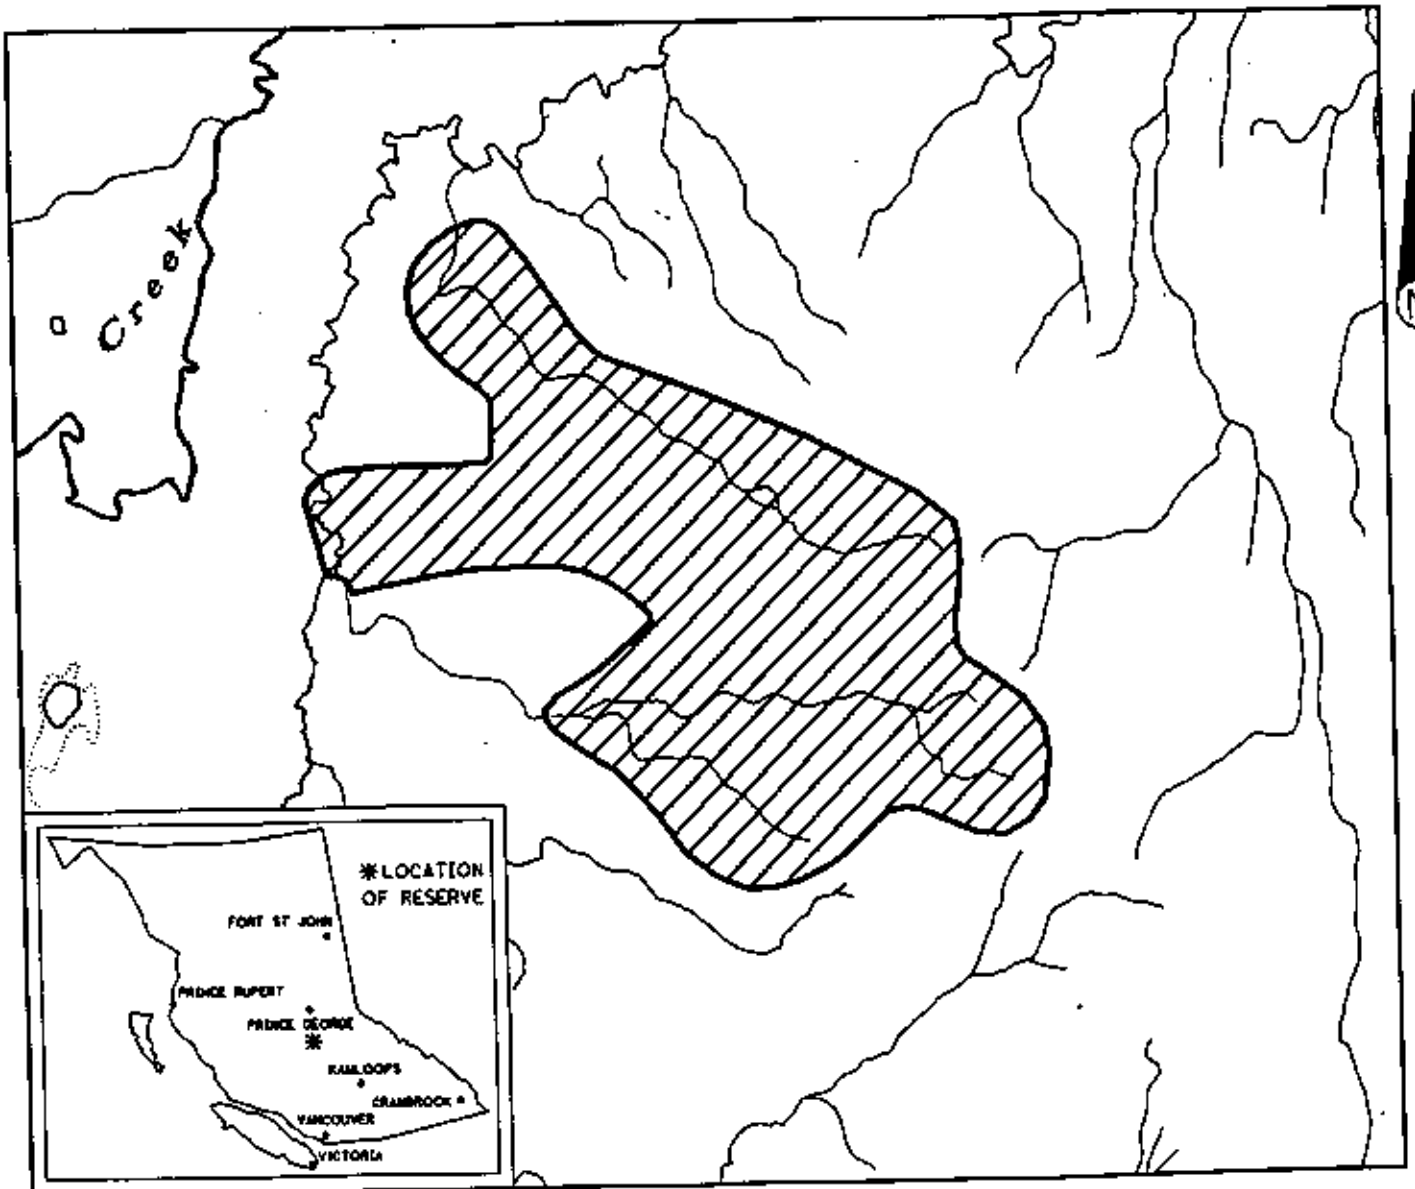 Creek
N
✳LOCATION
OF RESERVE
FORT ST JOHN
PRINCE RUPERT
PRINCE GEORGE
KAMLOOPS
CRANBROOK
VANCOUVER
VICTORIA